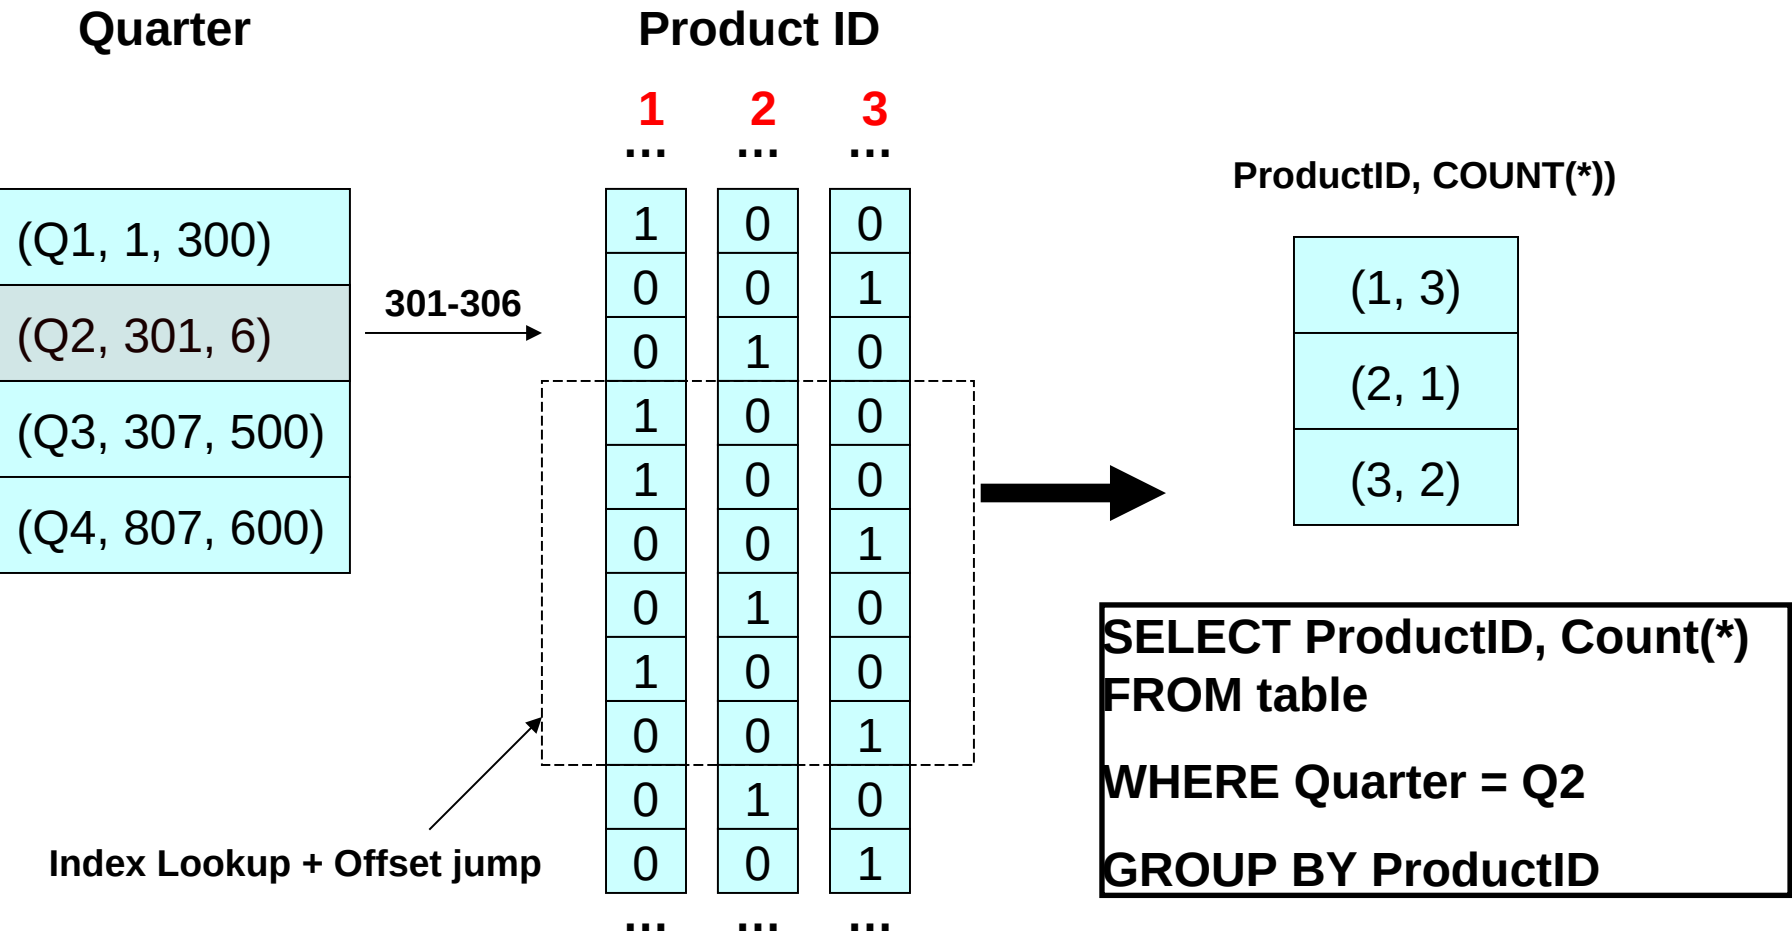 Quarter
Product ID
1 2 3
... ... ...
ProductID, COUNT(*))
(Q1, 1, 300)
(Q2, 301, 6)
(Q3, 307, 500)
(Q4, 807, 600)
301-306
1 0 0
0 0 1
0 1 0
1 0 0
1 0 0
0 0 1
0 1 0
1 0 0
0 0 1
0 1 0
0 0 1
... ... ...
(1, 3)
(2, 1)
(3, 2)
Index Lookup + Offset jump
SELECT ProductID, Count(*)
FROM table
WHERE Quarter = Q2
GROUP BY ProductID